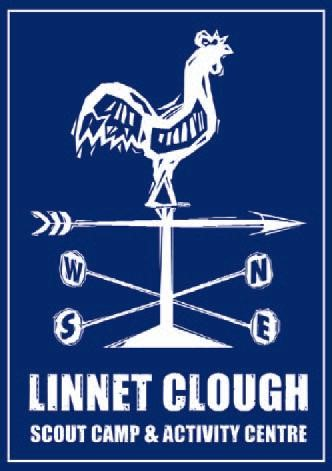 W N
S E
LINNET CLOUGH
SCOUT CAMP & ACTIVITY CENTRE